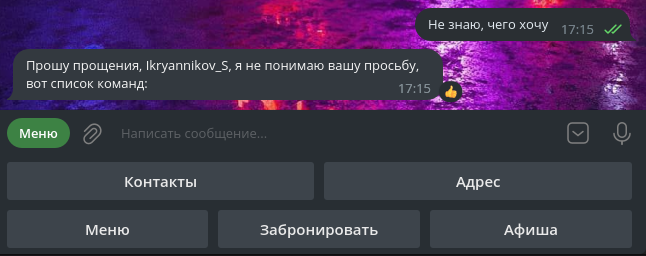 Не знаю, чего хочу 17:15
Прошу прощения, Ikryannikov_S, я не понимаю вашу просьбу,
вот список команд: 17:15
Меню Написать сообщение...
Контакты Адрес
Меню Забронировать Афиша